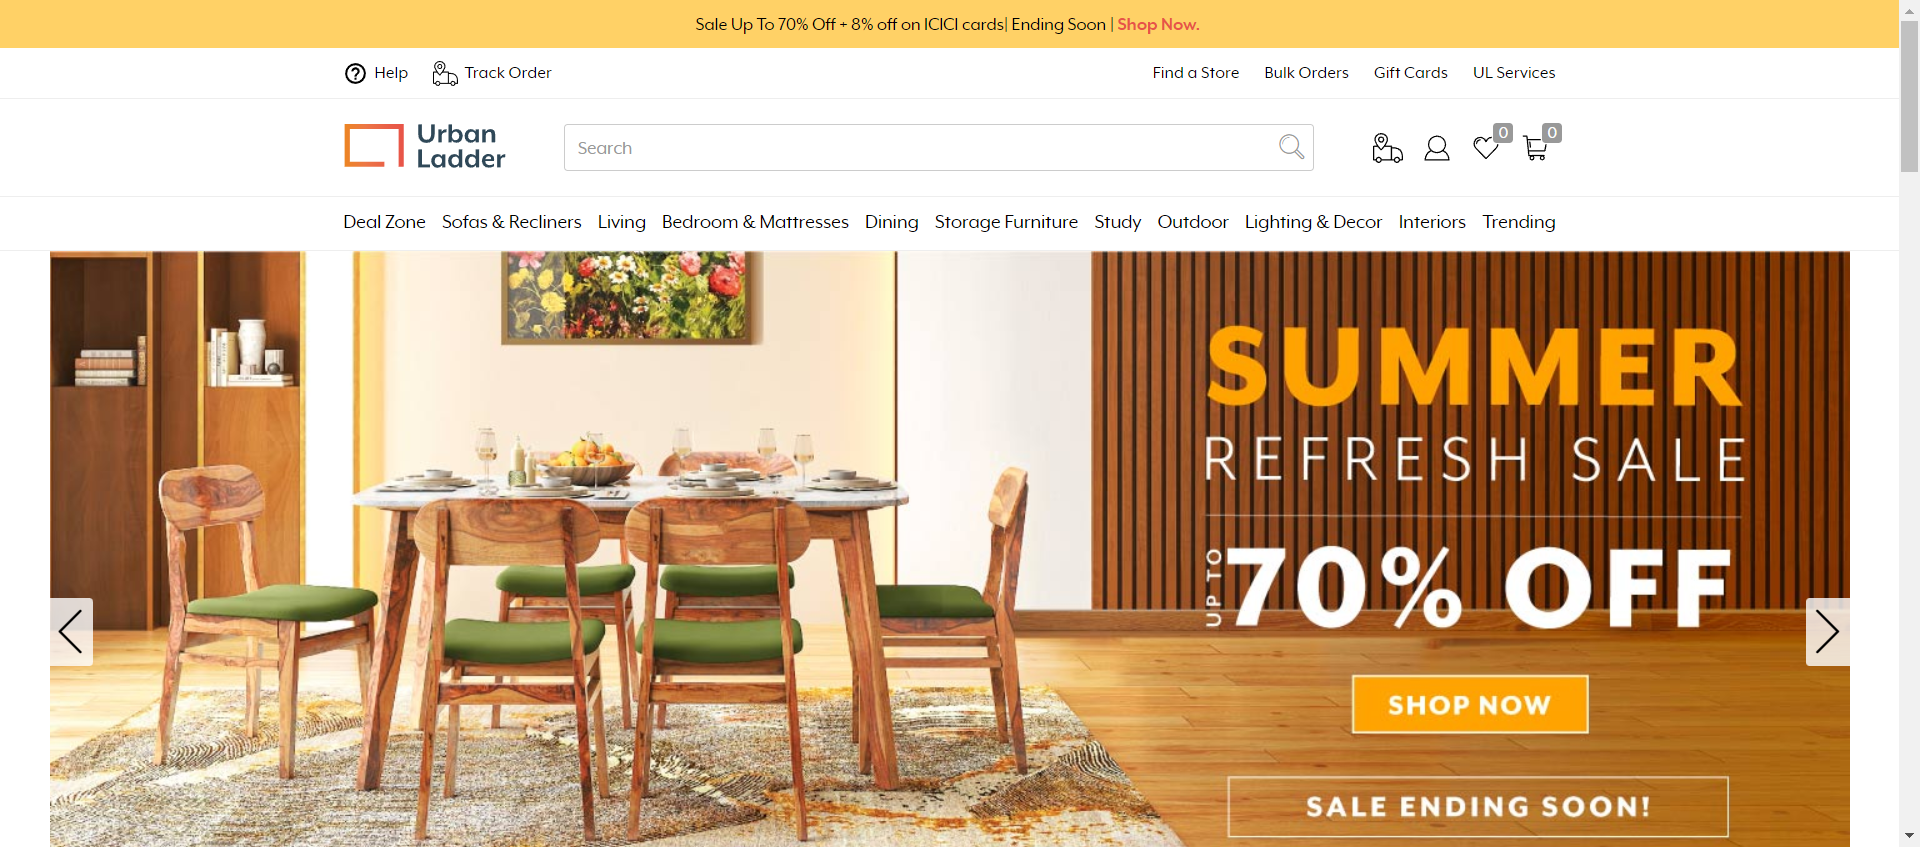 Sale Up To 70% Off + 8% off on ICICI cards| Ending Soon | Shop Now.
Help Track Order Find a Store Bulk Orders Gift Cards UL Services
Urban
Ladder
Search
0 0
Deal Zone Sofas & Recliners Living Bedroom & Mattresses Dining Storage Furniture Study Outdoor Lighting & Decor Interiors Trending
SUMMER
REFRESH SALE
UP TO 70% OFF
SHOP NOW
SALE ENDING SOON!